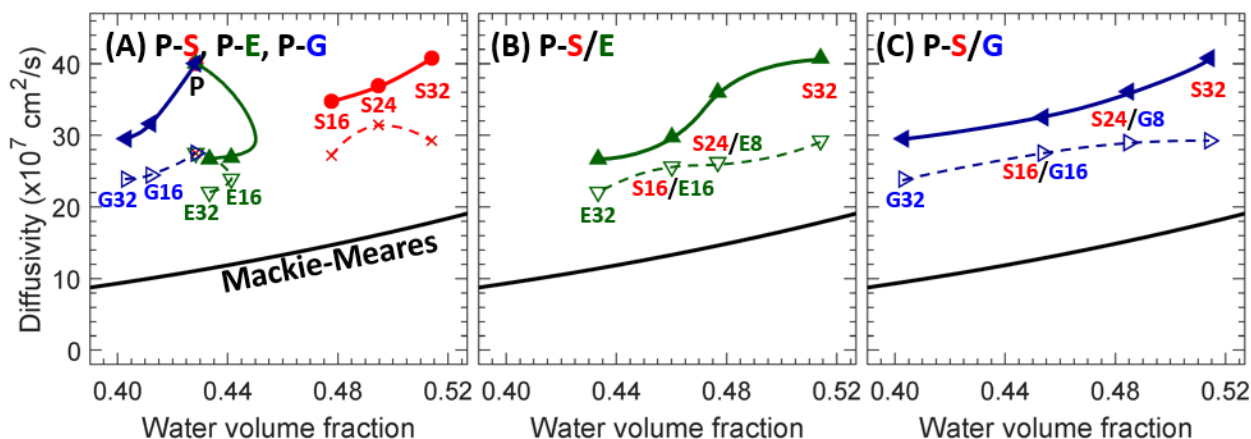 (A) P-S, P-E, P-G
(B) P-S/E
(C) P-S/G
Diffusivity (x10⁷ cm²/s)
40
30
20
10
0
P
S16
S24
S32
G32
G16
E32
E16
Mackie-Meares
0.40
0.44
0.48
0.52
Water volume fraction
S32
S24/E8
S16/E16
E32
0.40
0.44
0.48
0.52
Water volume fraction
S32
S24/G8
S16/G16
G32
0.40
0.44
0.48
0.52
Water volume fraction